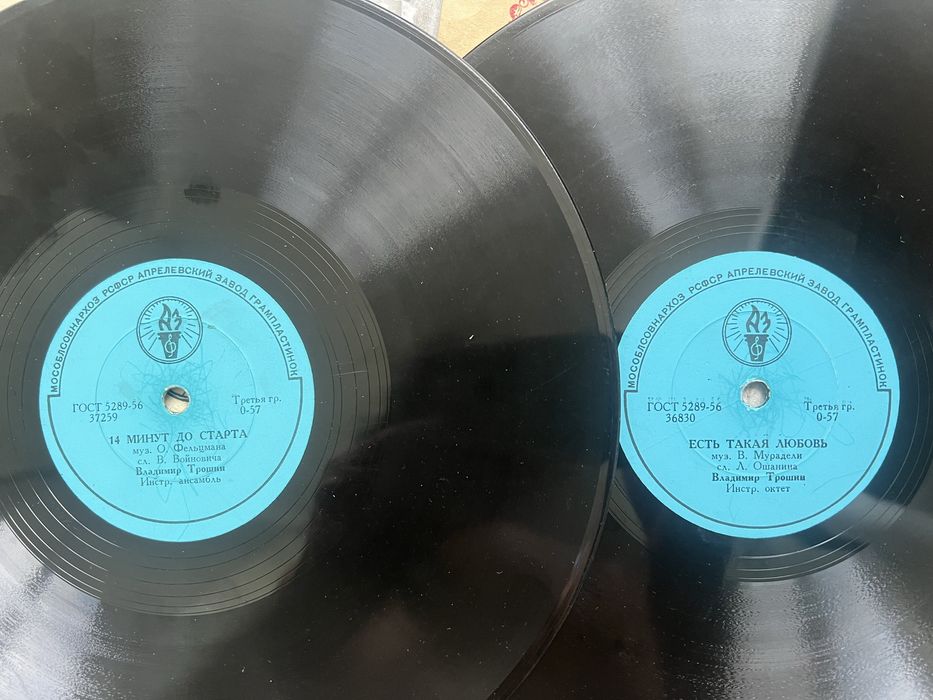 МОСОБЛСОВНАРХОЗ РСФСР АПРЕЛЕВСКИЙ ЗАВОД ГРАМПЛАСТИНОК
АЗ
ГОСТ 5289-56
37259
Третья гр.
0-57
14 МИНУТ ДО СТАРТА
муз. О. Фельцмана
сл. В. Войновича
Владимир Трошин
Инстр. ансамбль
МОСОБЛСОВНАРХОЗ РСФСР АПРЕЛЕВСКИЙ ЗАВОД ГРАМПЛАСТИНОК
АЗ
ГОСТ 5289-56
36830
Третья гр.
0-57
ЕСТЬ ТАКАЯ ЛЮБОВЬ
муз. В. Мурадели
сл. Л. Ошанина
Владимир Трошин
Инстр. октет